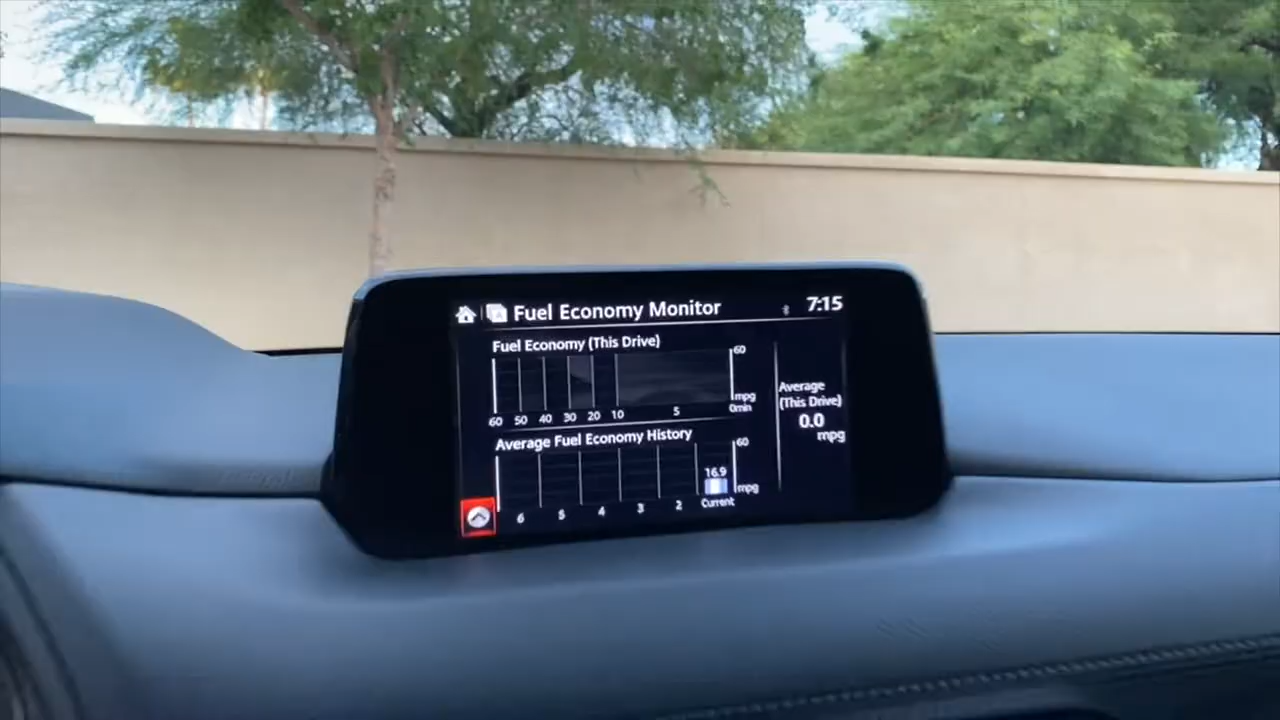 Fuel Economy Monitor
7:15
Fuel Economy (This Drive)
60
mpg
60 50 40 30 20 10 5 0min
Average
(This Drive)
0.0
mpg
Average Fuel Economy History
60
16.9
mpg
6 5 4 3 2 Current